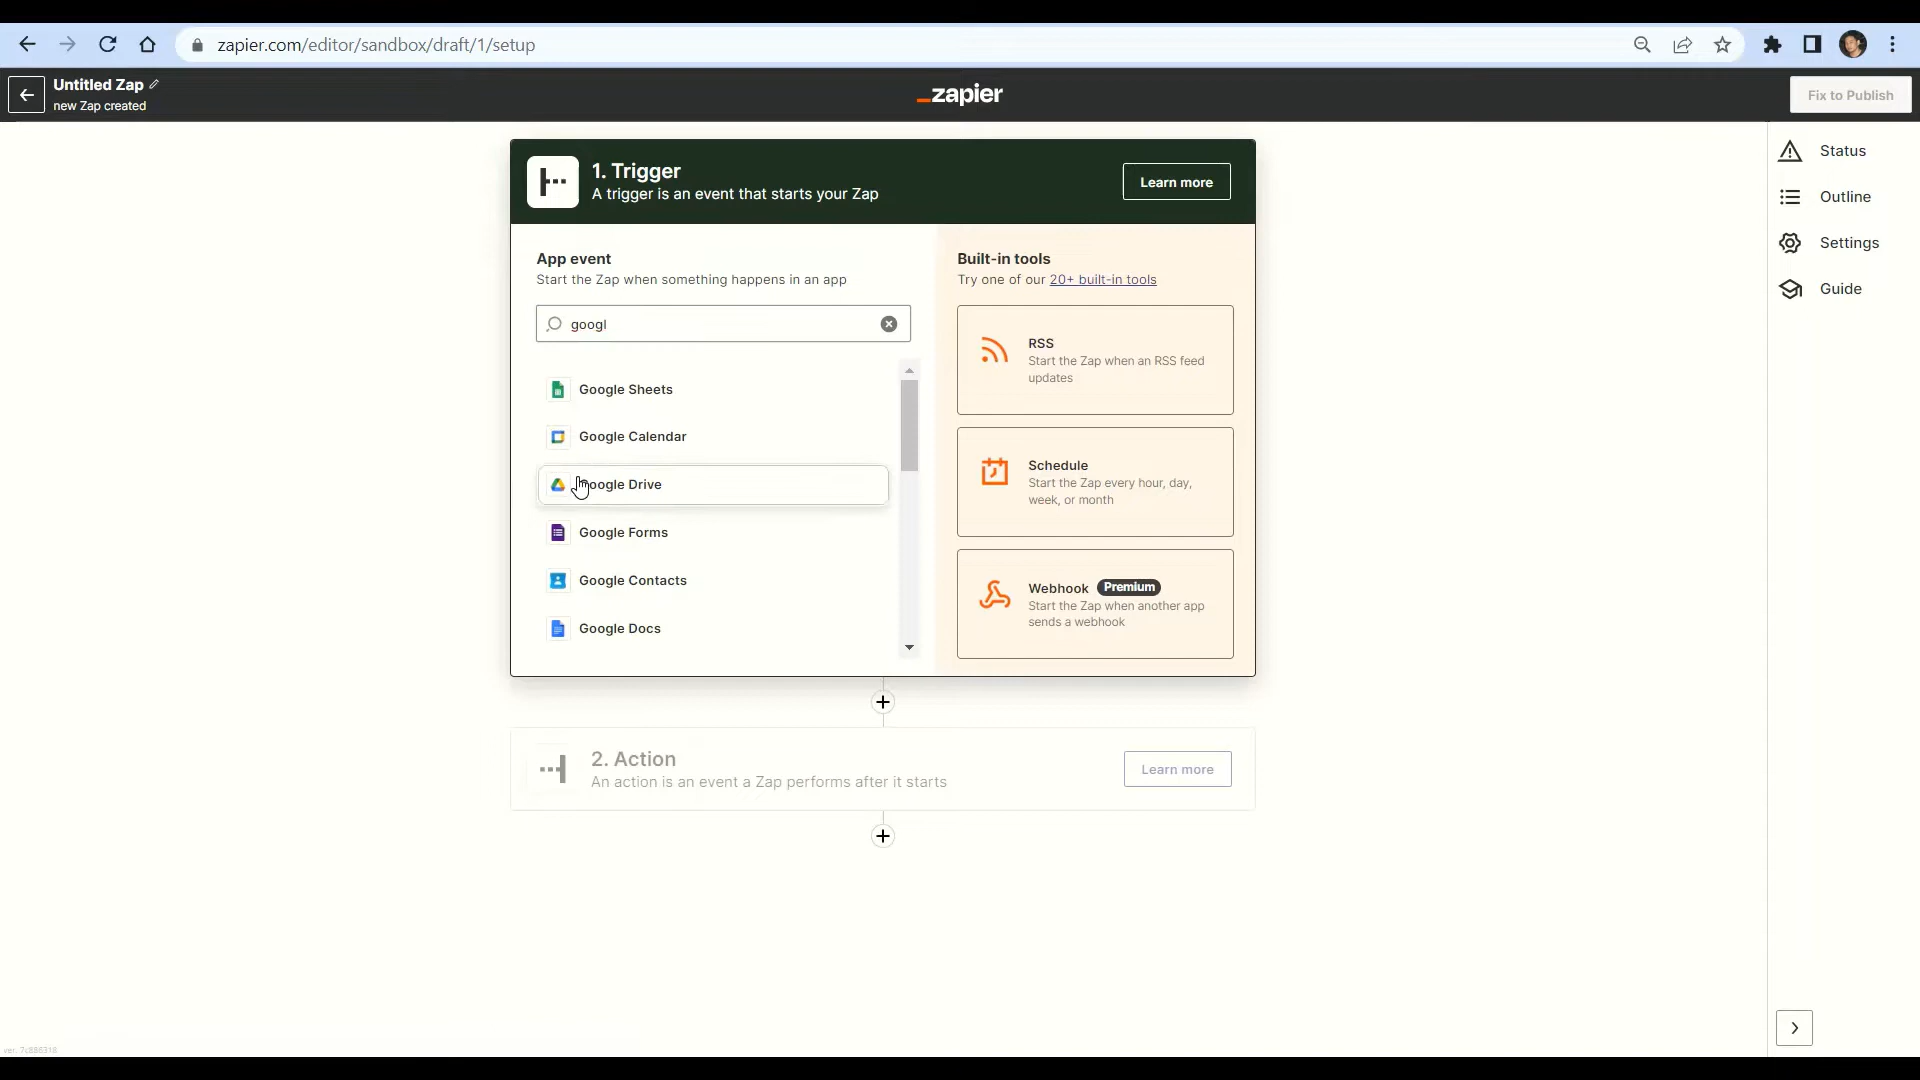 zapier.com/editor/sandbox/draft/1/setup
Untitled Zap
new Zap created
zapier
Fix to Publish
1. Trigger
A trigger is an event that starts your Zap
Learn more
App event
Start the Zap when something happens in an app
googl
Google Sheets
Google Calendar
Google Drive
Google Forms
Google Contacts
Google Docs
Built-in tools
Try one of our 20+ built-in tools
RSS
Start the Zap when an RSS feed
updates
Schedule
Start the Zap every hour, day,
week, or month
Webhook Premium
Start the Zap when another app
sends a webhook
2. Action
An action is an event a Zap performs after it starts
Learn more
Status
Outline
Settings
Guide